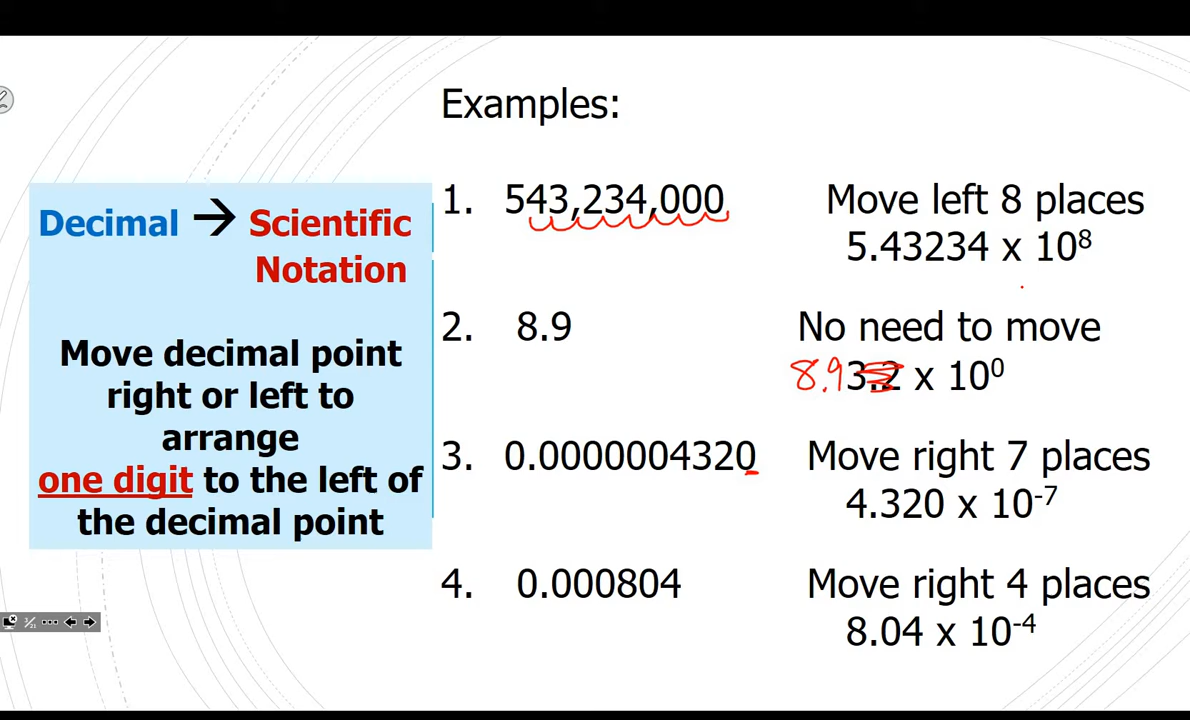 Examples:
Decimal → Scientific
Notation
Move decimal point
right or left to
arrange
one digit to the left of
the decimal point
1. 543,234,000 Move left 8 places
5.43234 x 10⁸
2. 8.9 No need to move
8.9 3.2 x 10⁰
3. 0.0000004320 Move right 7 places
4.320 x 10⁻⁷
4. 0.000804 Move right 4 places
8.04 x 10⁻⁴